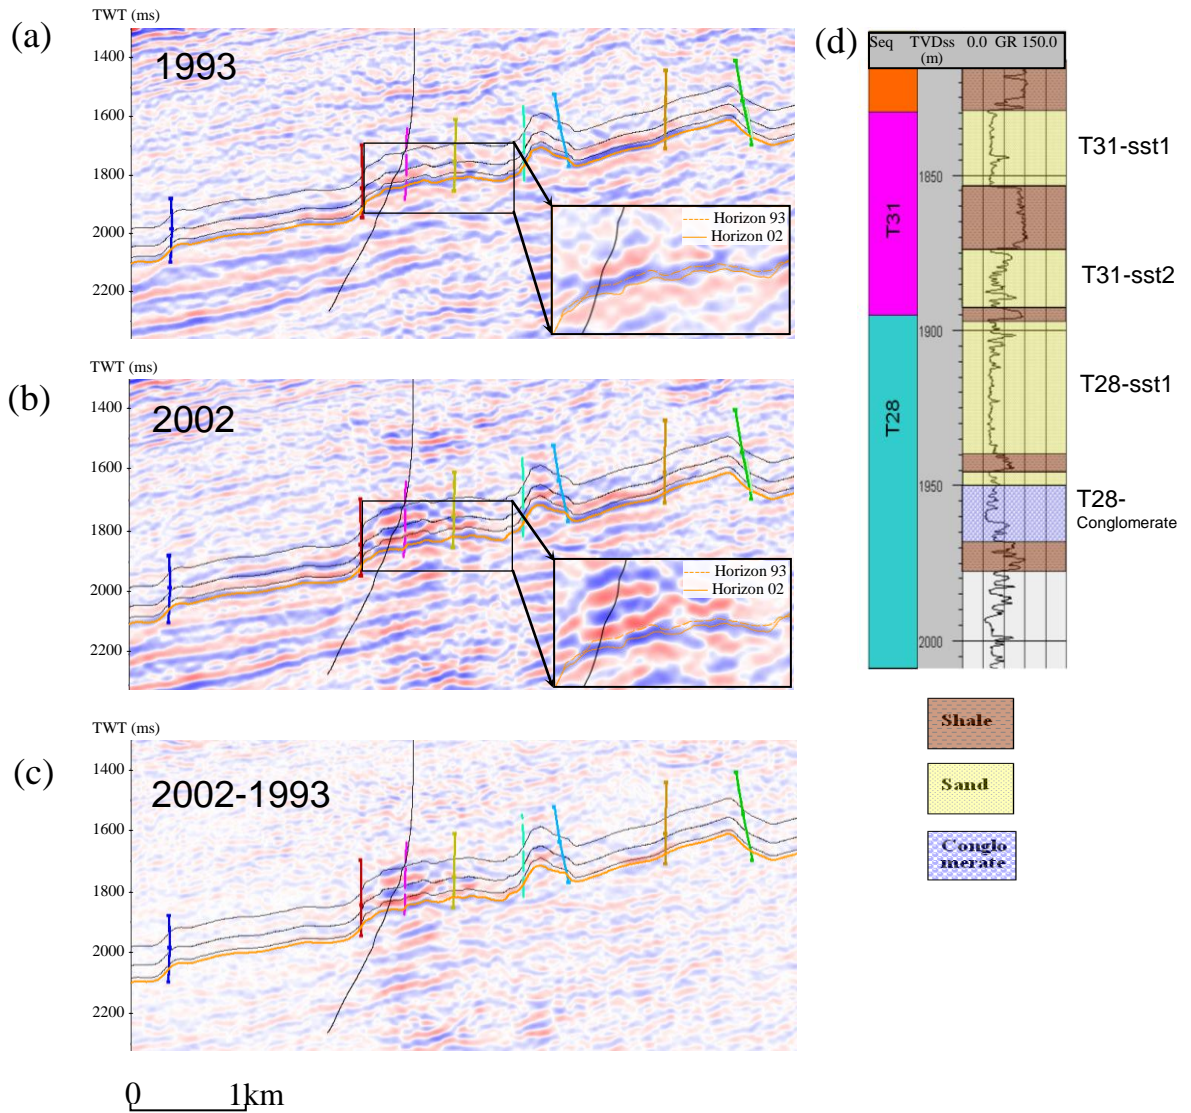 (a)
TWT (ms)
1993
1400
1600
1800
2000
2200
Horizon 93
Horizon 02
(b)
TWT (ms)
2002
1400
1600
1800
2000
2200
Horizon 93
Horizon 02
(c)
TWT (ms)
2002-1993
1400
1600
1800
2000
2200
0 1km
(d)
Seq TVDss 0.0 GR 150.0
(m)
T31
T28
1850
1900
1950
2000
T31-sst1
T31-sst2
T28-sst1
T28-
Conglomerate
Shale
Sand
Conglo
merate